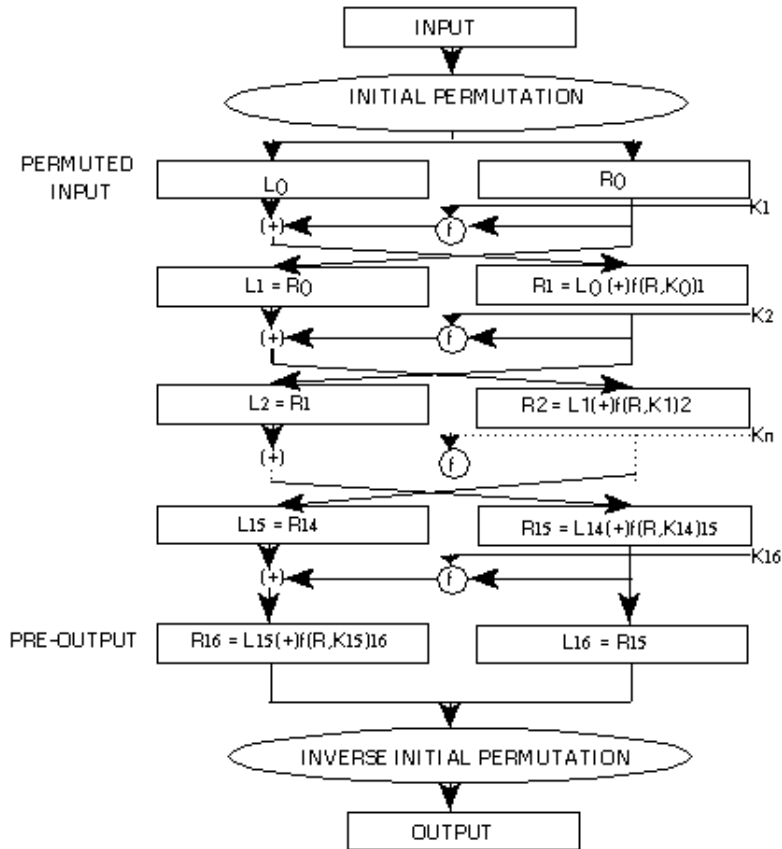 INPUT
INITIAL PERMUTATION
PERMUTED
INPUT
L0
R0
K1
(+)
f
L1 = R0
R1 = L0 (+)f(R,K0)1
K2
(+)
f
L2 = R1
R2 = L1(+)f(R,K1)2
Kn
(+)
f
L15 = R14
R15 = L14(+)f(R,K14)15
K16
(+)
f
PRE-OUTPUT
R16 = L15(+)f(R,K15)16
L16 = R15
INVERSE INITIAL PERMUTATION
OUTPUT